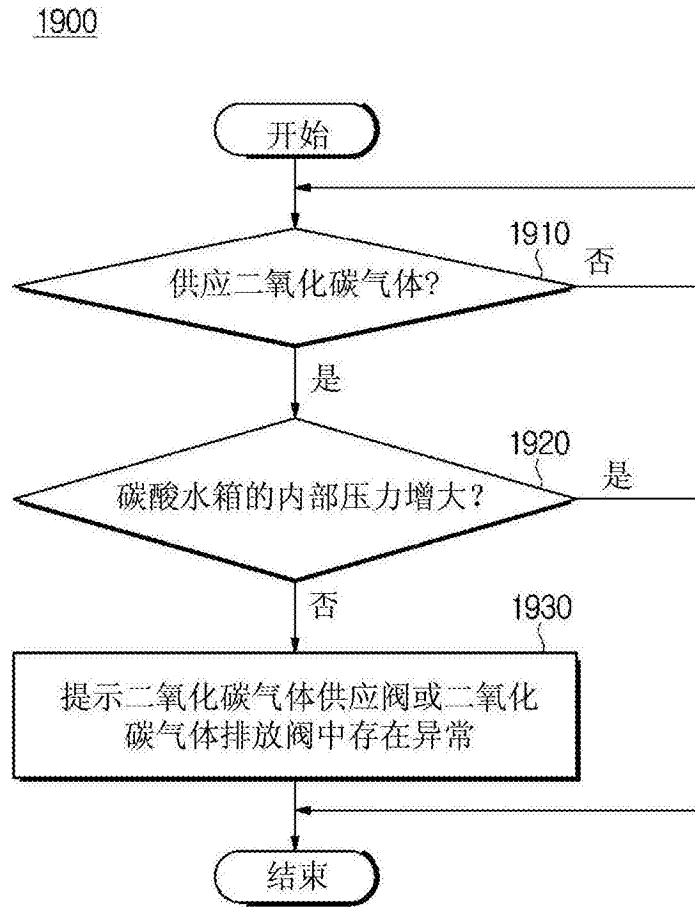 1900
开始
1910
供应二氧化碳气体?
否
是
1920
碳酸水箱的内部压力增大?
是
否
1930
提示二氧化碳气体供应阀或二氧化
碳气体排放阀中存在异常
结束